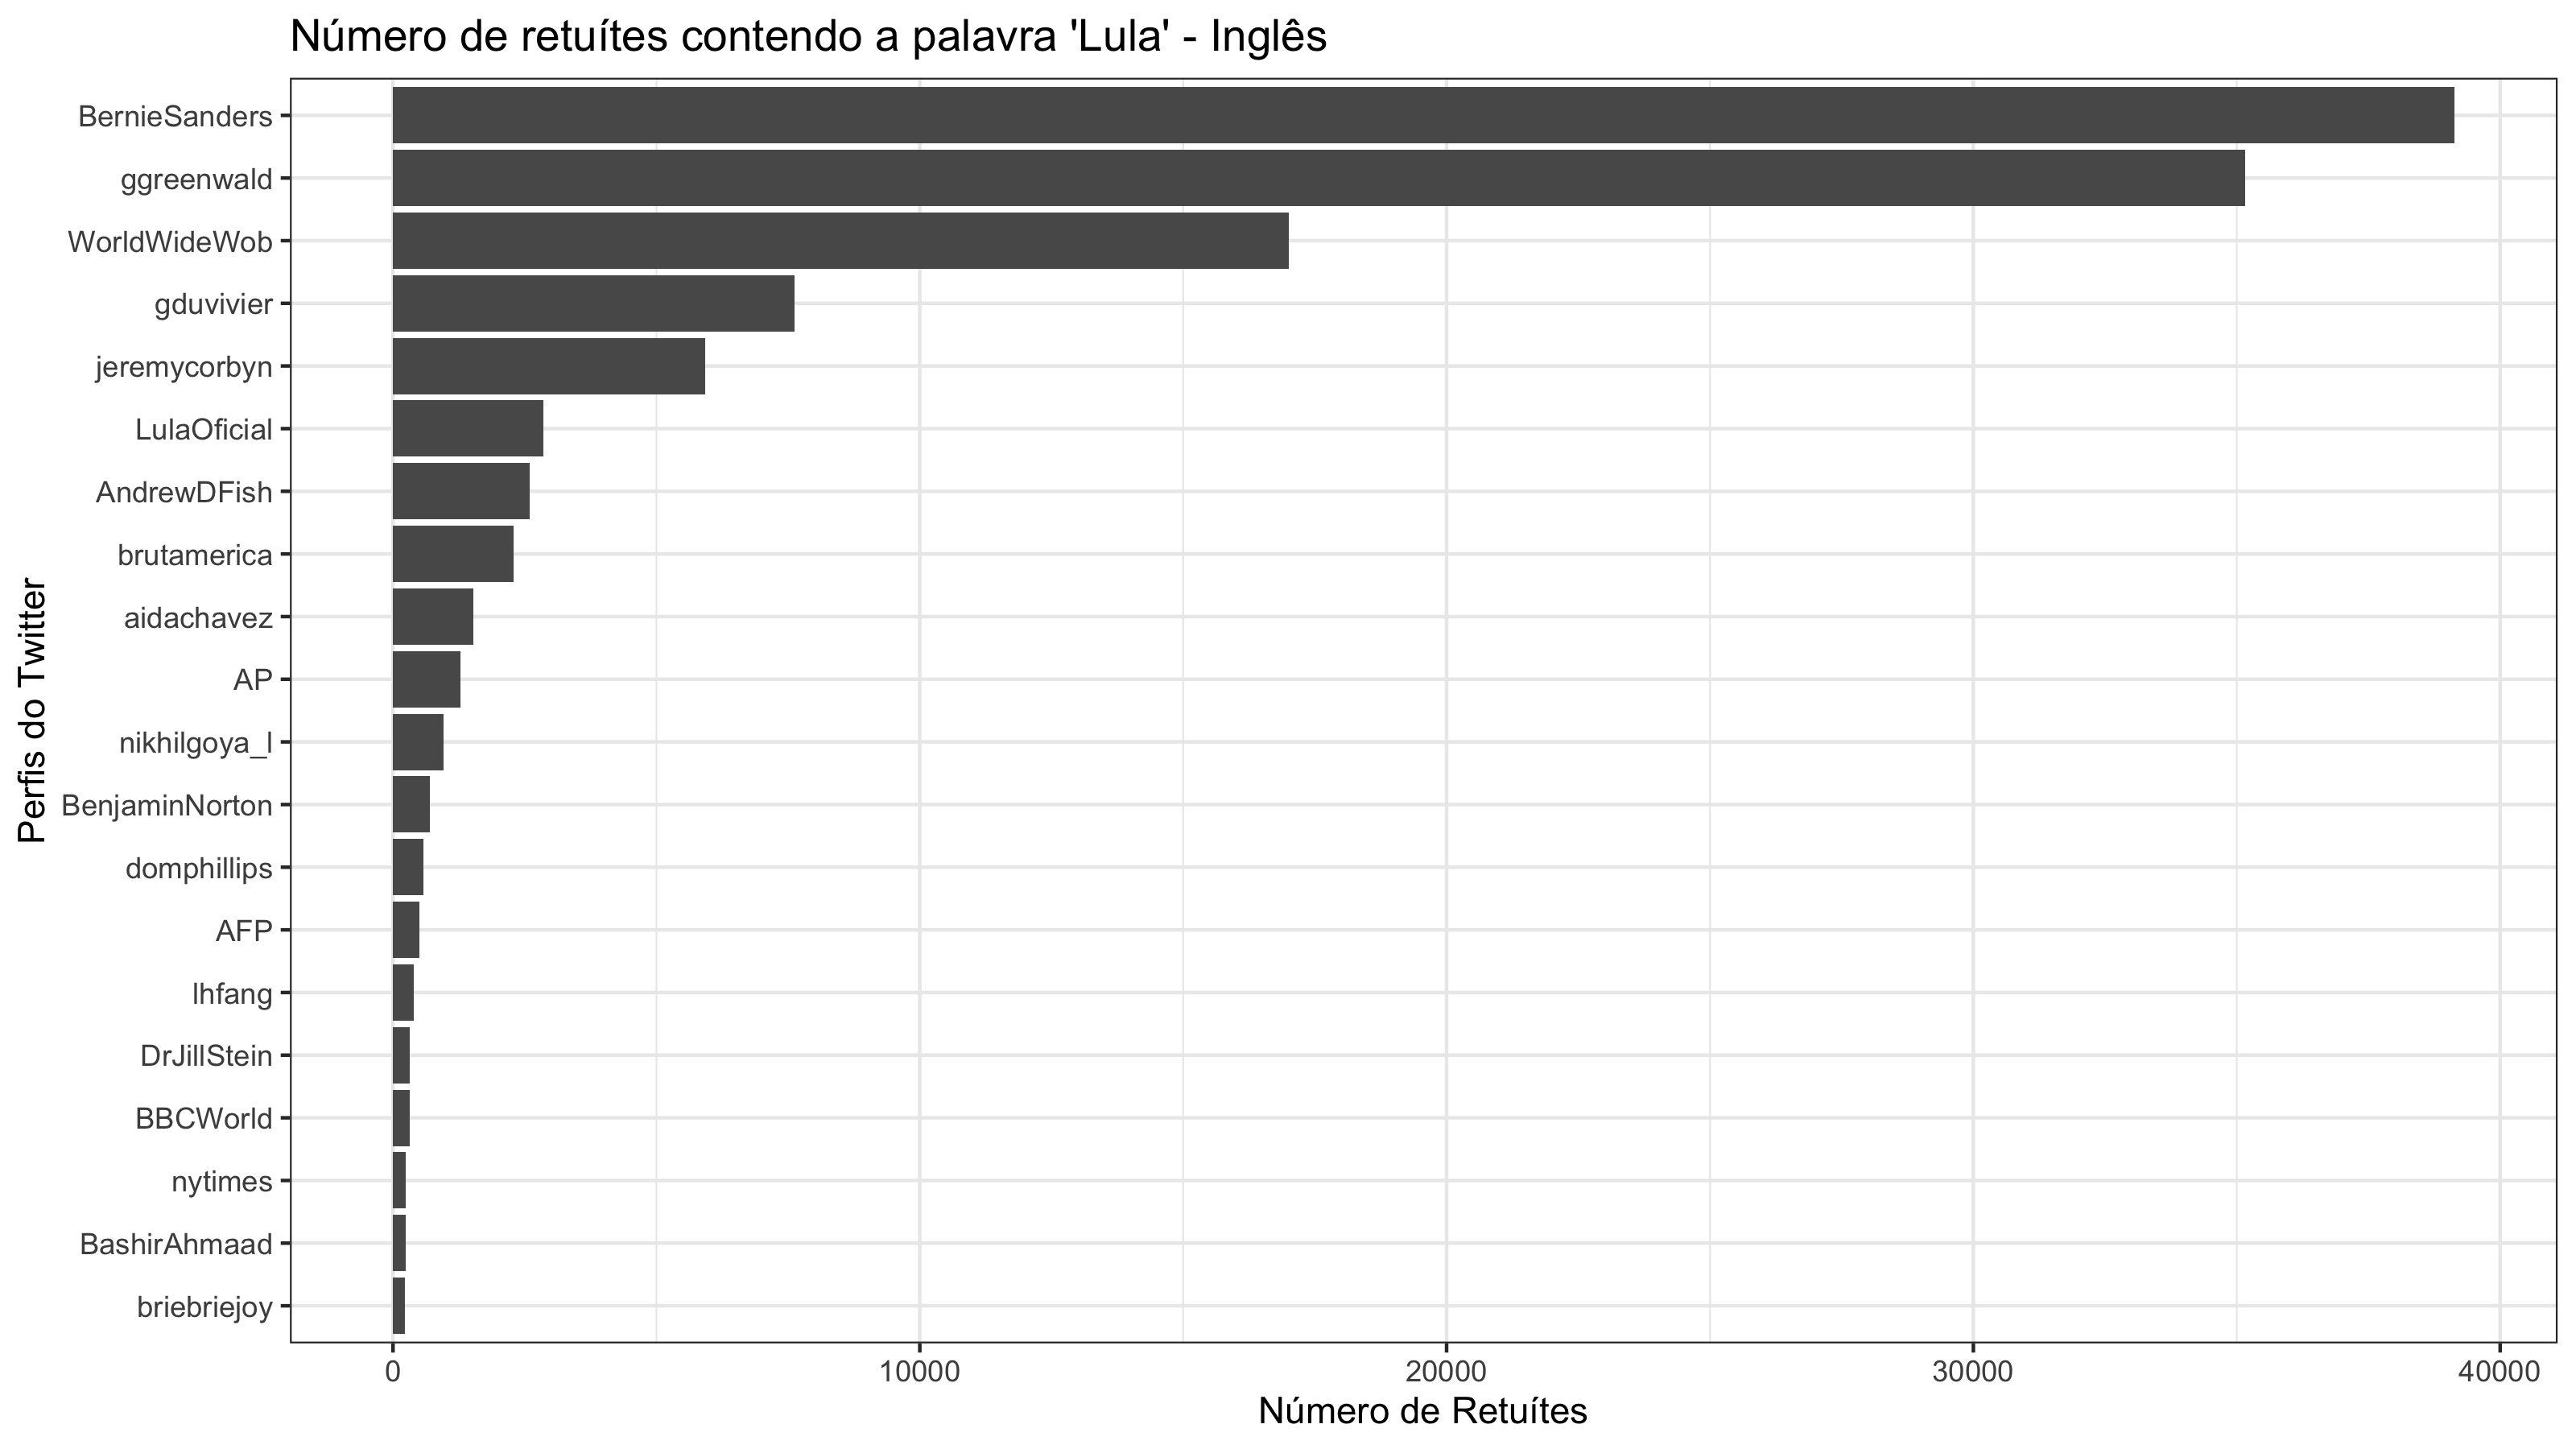 Número de retuítes contendo a palavra 'Lula' - Inglês
Perfis do Twitter
BernieSanders
ggreenwald
WorldWideWob
gduvivier
jeremycorbyn
LulaOficial
AndrewDFish
brutamerica
aidachavez
AP
nikhilgoya_l
BenjaminNorton
domphillips
AFP
lhfang
DrJillStein
BBCWorld
nytimes
BashirAhmaad
briebriejoy
0 10000 20000 30000 40000
Número de Retuítes